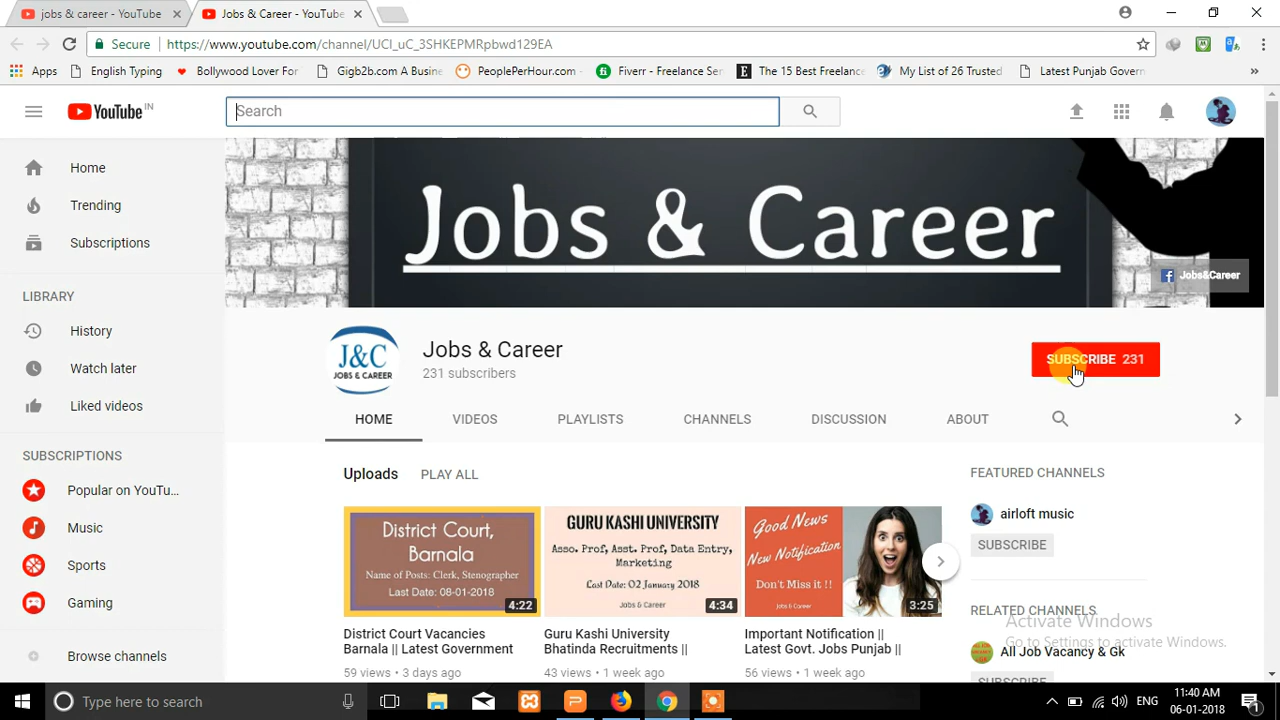 jobs & career - YouTube
Jobs & Career - YouTube
Secure
https://www.youtube.com/channel/UCI_uC_3SHKEPMRpbwd129EA
Apps
English Typing
Bollywood Lover For
Gigb2b.com A Busine
PeoplePerHour.com -
Fiverr - Freelance Ser
The 15 Best Freelance
My List of 26 Trusted
Latest Punjab Govern
»
YouTube IN
Search
Home
Trending
Subscriptions
LIBRARY
History
Watch later
Liked videos
SUBSCRIPTIONS
Popular on YouTu...
Music
Sports
Gaming
Browse channels
Jobs & Career
Jobs&Career
J&C
JOBS & CAREER
Jobs & Career
231 subscribers
SUBSCRIBE 231
HOME VIDEOS PLAYLISTS CHANNELS DISCUSSION ABOUT
Uploads PLAY ALL
District Court,
Barnala
Name of Posts: Clerk, Stenographer
Last Date: 08-01-2018
4:22
District Court Vacancies
Barnala || Latest Government
59 views • 3 days ago
GURU KASHI UNIVERSITY
Asso. Prof, Asst. Prof, Data Entry,
Marketing
Last Date: 02 January 2018
Jobs & Career
4:34
Guru Kashi University
Bhatinda Recruitments ||
43 views • 1 week ago
Good News
New Notification
Don't Miss it !!
Jobs & Career
3:25
Important Notification ||
Latest Govt. Jobs Punjab ||
56 views • 1 week ago
FEATURED CHANNELS
airloft music
SUBSCRIBE
RELATED CHANNELS
All Job Vacancy & Gk
SUBSCRIBE
Activate Windows
Go to Settings to activate Windows.
Type here to search
ENG
11:40 AM
06-01-2018
1